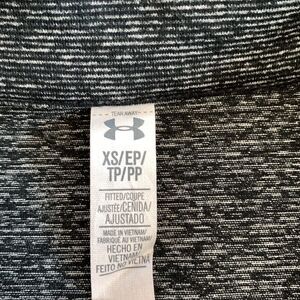 TEAR AWAY
XS/EP/
TP/PP
FITTED/COUPE
AJUSTÉE/CEÑIDA/
AJUSTADO
MADE IN VIETNAM/
FABRIQUÉ AU VIETNAM/
HECHO EN
VIETNAM/
FEITO NO VIETNÃ